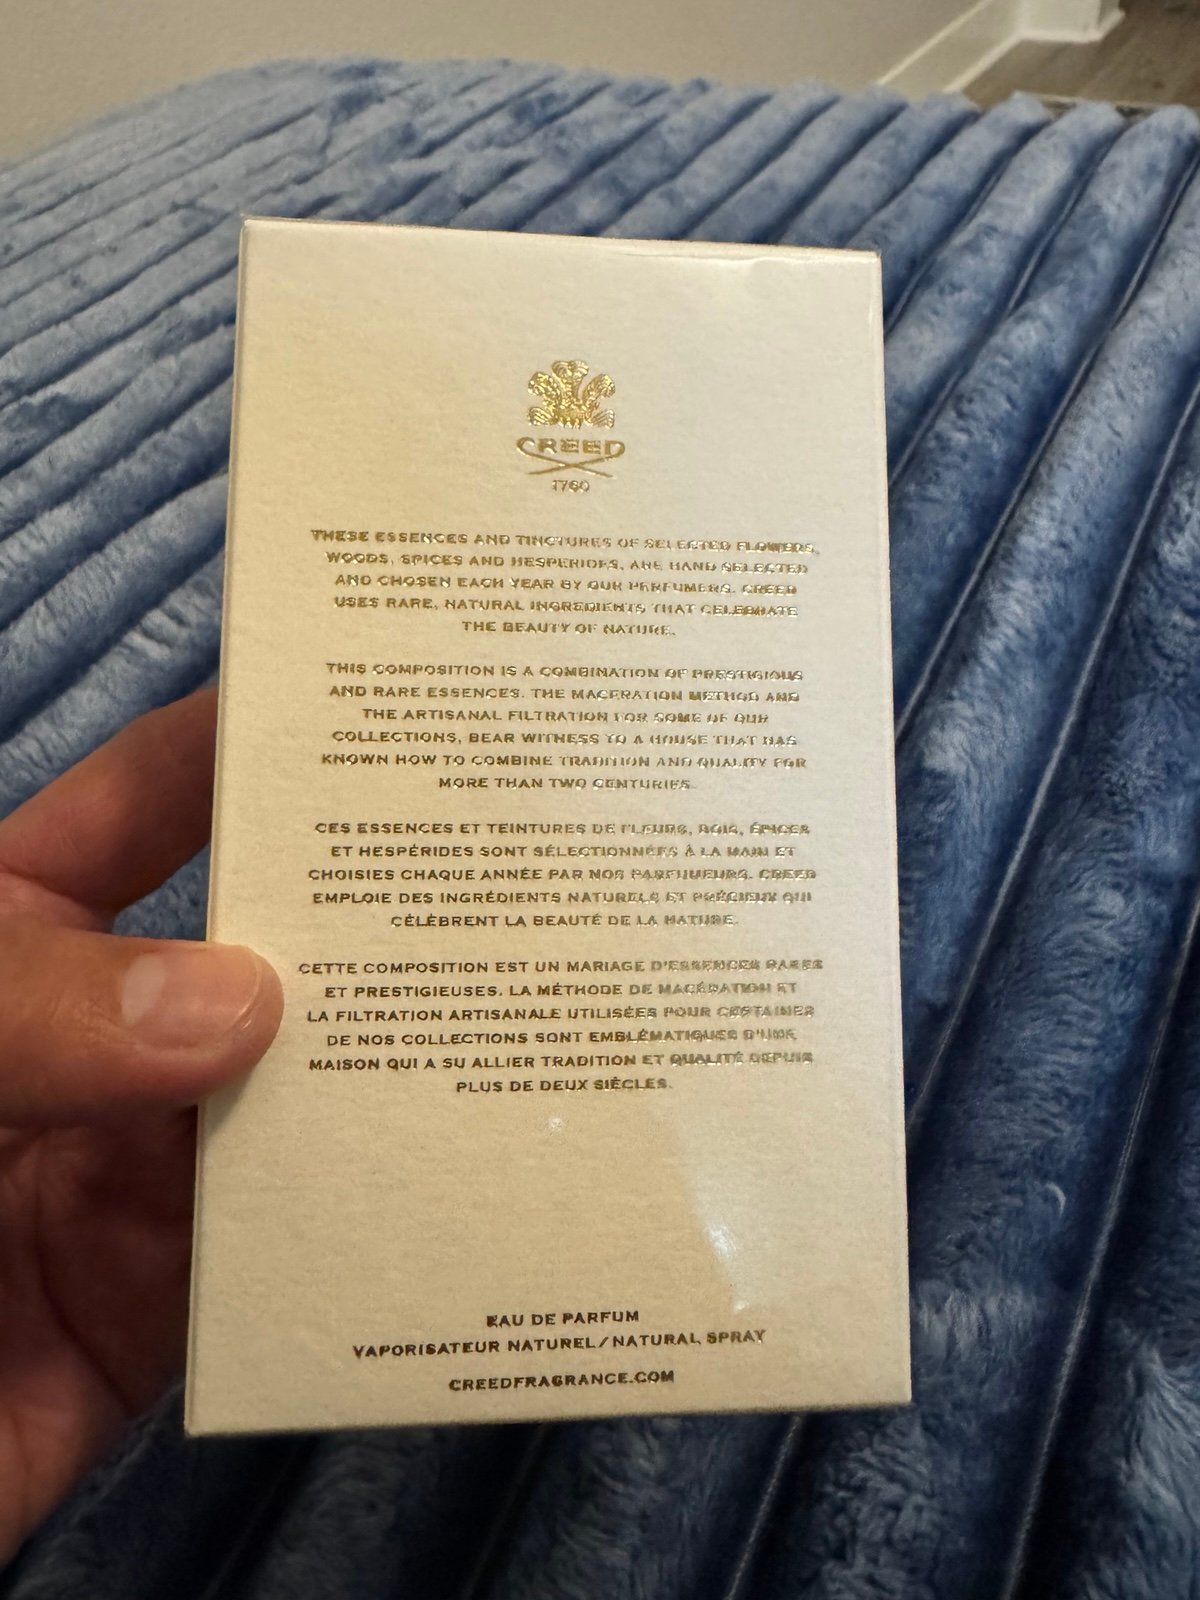 CREED
1760
THESE ESSENCES AND TINCTURES OF SELECTED FLOWERS,
WOODS, SPICES AND HESPERIDES, ARE HAND SELECTED
AND CHOSEN EACH YEAR BY OUR PERFUMERS. CREED
USES RARE, NATURAL INGREDIENTS THAT CELEBRATE
THE BEAUTY OF NATURE.
THIS COMPOSITION IS A COMBINATION OF PRESTIGIOUS
AND RARE ESSENCES. THE MACERATION METHOD AND
THE ARTISANAL FILTRATION FOR SOME OF OUR
COLLECTIONS, BEAR WITNESS TO A HOUSE THAT HAS
KNOWN HOW TO COMBINE TRADITION AND QUALITY FOR
MORE THAN TWO CENTURIES.
CES ESSENCES ET TEINTURES DE FLEURS, BOIS, ÉPICES
ET HESPÉRIDES SONT SÉLECTIONNÉES À LA MAIN ET
CHOISIES CHAQUE ANNÉE PAR NOS PARFUMEURS. CREED
EMPLOIE DES INGRÉDIENTS NATURELS ET PRÉCIEUX QUI
CÉLÈBRENT LA BEAUTÉ DE LA NATURE.
CETTE COMPOSITION EST UN MARIAGE D'ESSENCES RARES
ET PRESTIGIEUSES. LA MÉTHODE DE MACÉRATION ET
LA FILTRATION ARTISANALE UTILISÉES POUR CERTAINES
DE NOS COLLECTIONS SONT EMBLÉMATIQUES D'UNE
MAISON QUI A SU ALLIER TRADITION ET QUALITÉ DEPUIS
PLUS DE DEUX SIÈCLES.
EAU DE PARFUM
VAPORISATEUR NATUREL/NATURAL SPRAY
CREEDFRAGRANCE.COM